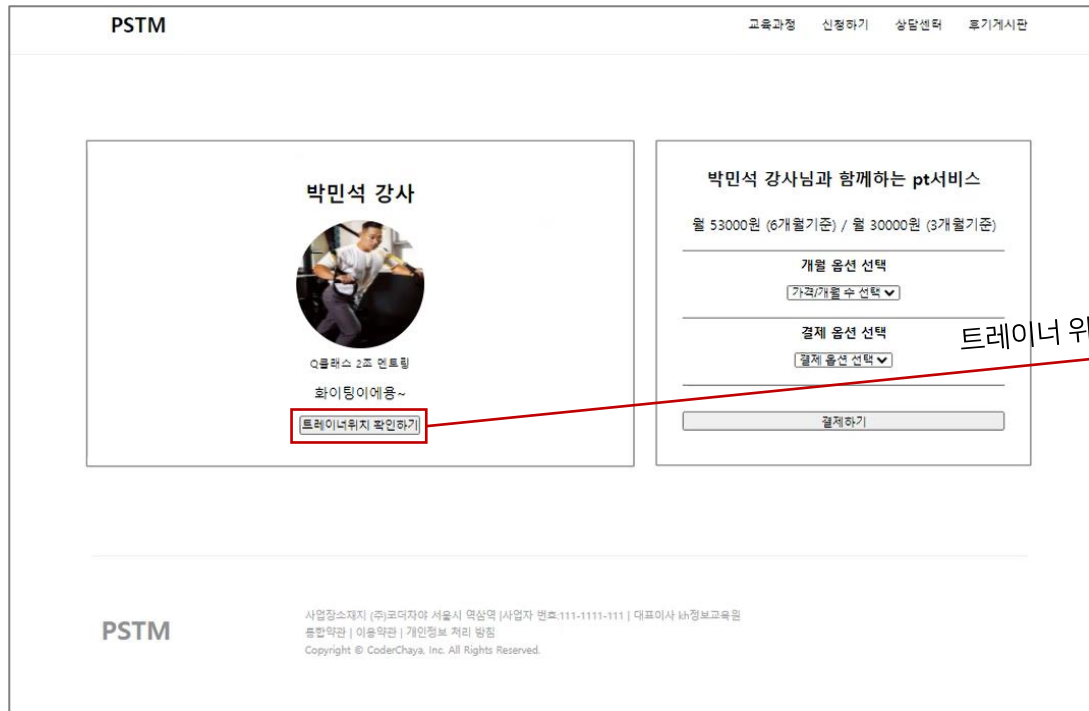 PSTM
교육과정 신청하기 상담센터 후기게시판
박민석 강사
Q클래스 2조 멘토링
화이팅이에용~
트레이너위치 확인하기
박민석 강사님과 함께하는 pt서비스
월 53000원 (6개월기준) / 월 30000원 (3개월기준)
개월 옵션 선택
가격/개월 수 선택
결제 옵션 선택
결제 옵션 선택
결제하기
트레이너 위
PSTM
사업장소재지 (주)코더차야 서울시 역삼역 |사업자 번호:111-1111-111 | 대표이사 kh정보교육원
통합약관 | 이용약관 | 개인정보 처리 방침
Copyright © CoderChaya, Inc. All Rights Reserved.